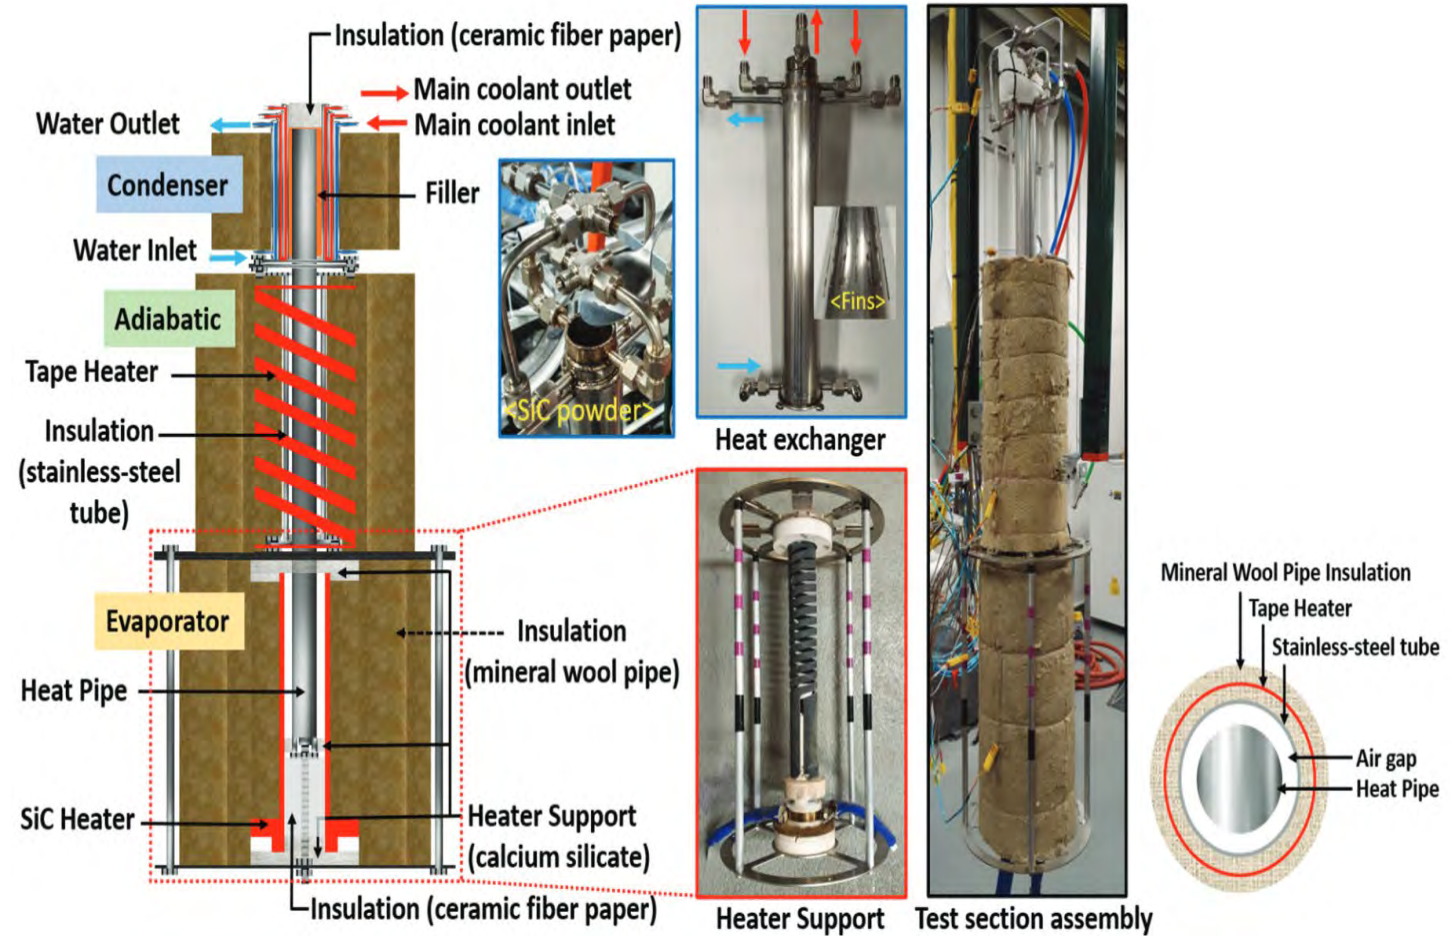 Insulation (ceramic fiber paper)
Main coolant outlet
Main coolant inlet
Water Outlet
Condenser
Filler
Water Inlet
Adiabatic
Tape Heater
Insulation
(stainless-steel
tube)
Evaporator
Insulation
(mineral wool pipe)
Heat Pipe
SiC Heater
Heater Support
(calcium silicate)
Insulation (ceramic fiber paper)
<SiC powder>
<Fins>
Heat exchanger
Heater Support
Test section assembly
Mineral Wool Pipe Insulation
Tape Heater
Stainless-steel tube
Air gap
Heat Pipe